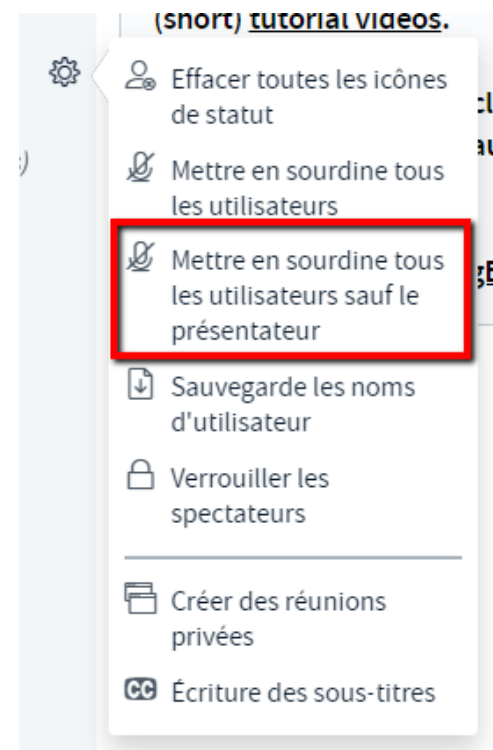 (short) tutorial videos.
Effacer toutes les icônes
de statut
Mettre en sourdine tous
les utilisateurs
Mettre en sourdine tous
les utilisateurs sauf le
présentateur
Sauvegarde les noms
d'utilisateur
Verrouiller les
spectateurs
Créer des réunions
privées
CC Écriture des sous-titres